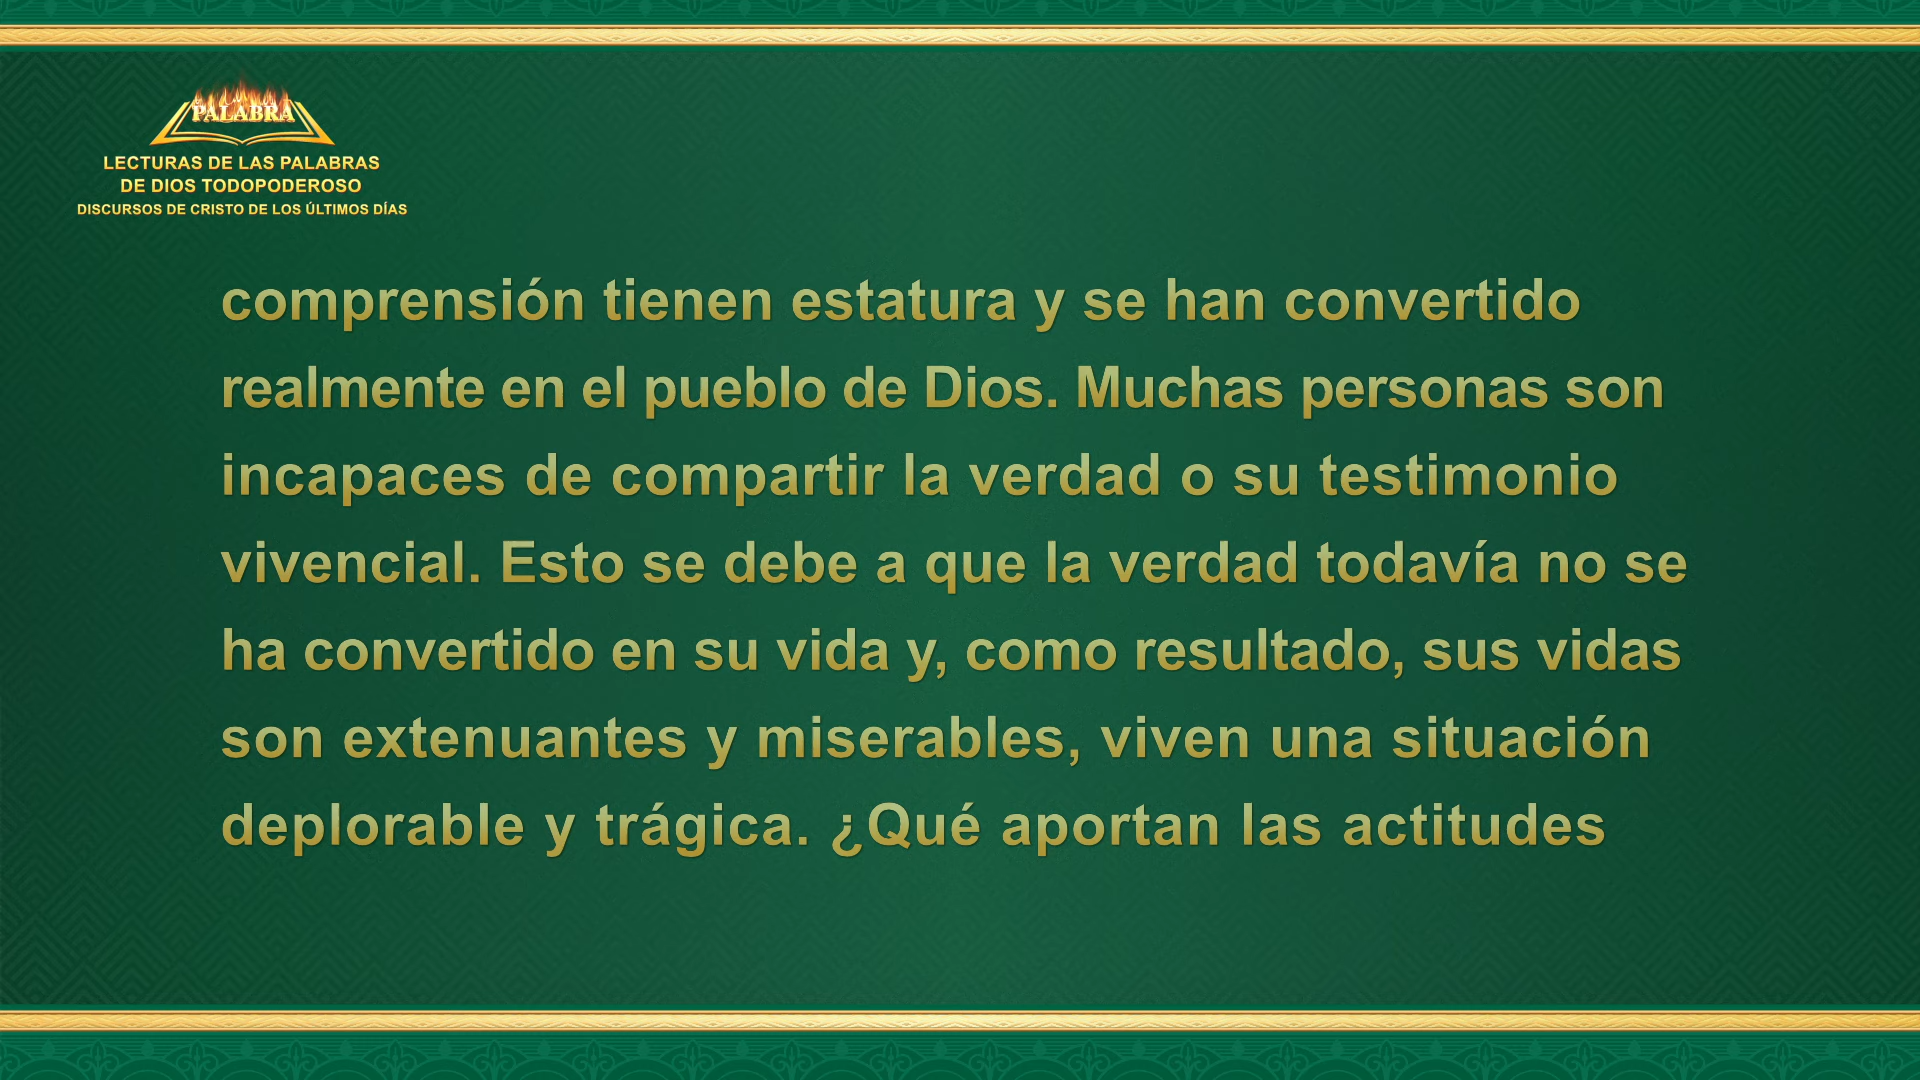 PALABRA
LECTURAS DE LAS PALABRAS
DE DIOS TODOPODEROSO
DISCURSOS DE CRISTO DE LOS ÚLTIMOS DÍAS
comprensión tienen estatura y se han convertido
realmente en el pueblo de Dios. Muchas personas son
incapaces de compartir la verdad o su testimonio
vivencial. Esto se debe a que la verdad todavía no se
ha convertido en su vida y, como resultado, sus vidas
son extenuantes y miserables, viven una situación
deplorable y trágica. ¿Qué aportan las actitudes